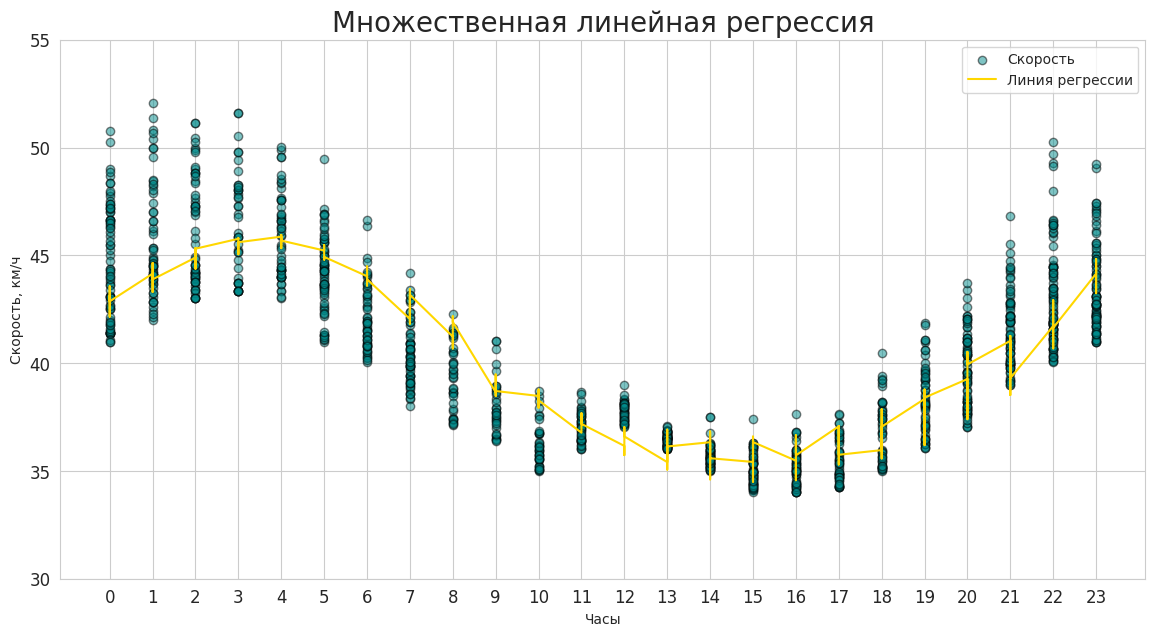 Множественная линейная регрессия
Скорость
Линия регрессии
Скорость, км/ч
55
50
45
40
35
30
0 1 2 3 4 5 6 7 8 9 10 11 12 13 14 15 16 17 18 19 20 21 22 23
Часы